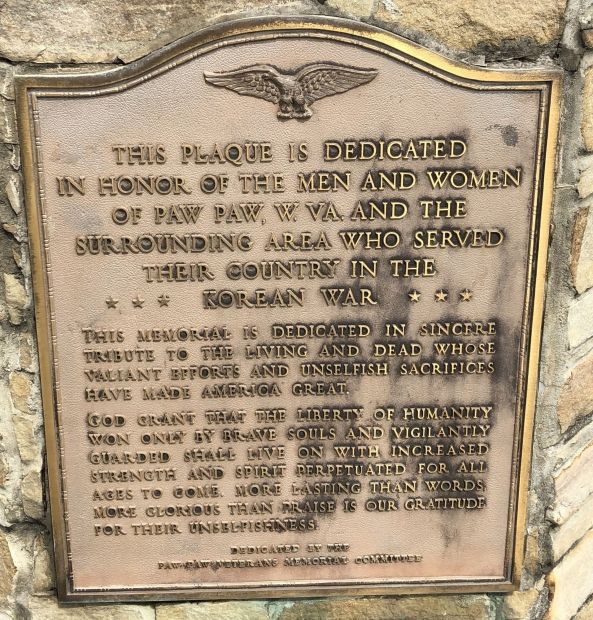 THIS PLAQUE IS DEDICATED
IN HONOR OF THE MEN AND WOMEN
OF PAW PAW, W. VA. AND THE
SURROUNDING AREA WHO SERVED
THEIR COUNTRY IN THE
★ ★ ★ KOREAN WAR ★ ★ ★
THIS MEMORIAL IS DEDICATED IN SINCERE
TRIBUTE TO THE LIVING AND DEAD WHOSE
VALIANT EFFORTS AND UNSELFISH SACRIFICES
HAVE MADE AMERICA GREAT.
GOD GRANT THAT THE LIBERTY OF HUMANITY
WON ONLY BY BRAVE SOULS AND VIGILANTLY
GUARDED SHALL LIVE ON WITH INCREASED
STRENGTH AND SPIRIT PERPETUATED FOR ALL
AGES TO COME. MORE LASTING THAN WORDS,
MORE GLORIOUS THAN PRAISE IS OUR GRATITUDE
FOR THEIR UNSELFISHNESS.
DEDICATED BY THE
PAW PAW VETERANS MEMORIAL COMMITTEE